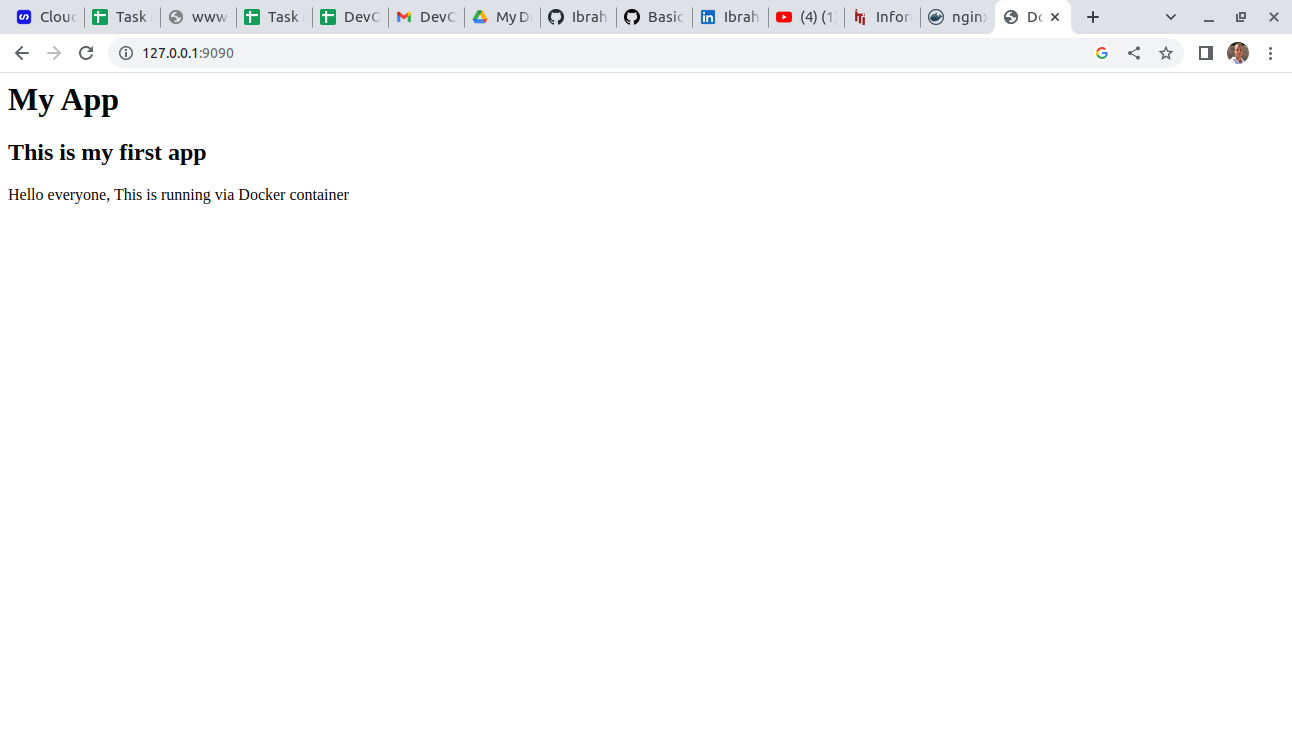 Clouc
Task
www
Task
DevC
DevC
My D
Ibrah
Basic
Ibrah
(4) (1)
Infor
nginx
Do
127.0.0.1:9090
My App
This is my first app
Hello everyone, This is running via Docker container